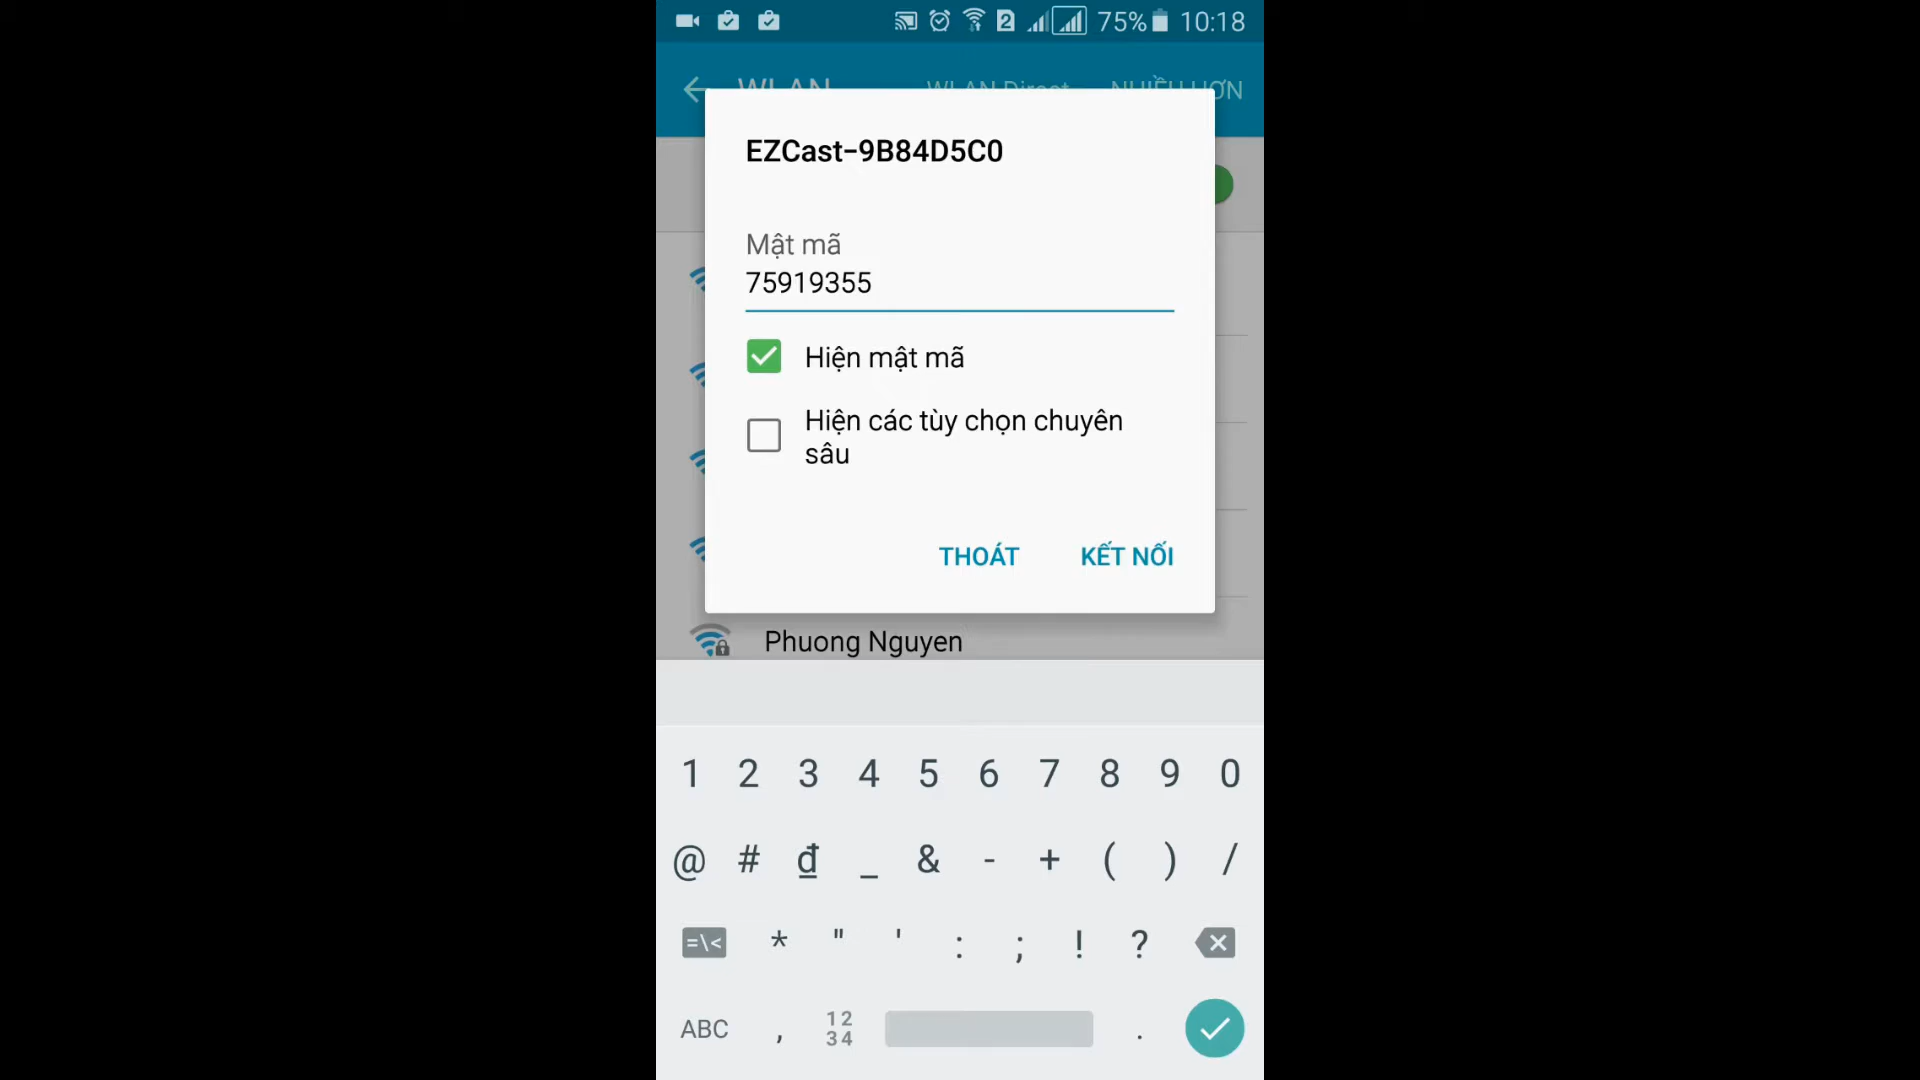 2 75% 10:18
WLAN WLAN Direct NHIỀU HƠN
EZCast-9B84D5C0
Mật mã
75919355
Hiện mật mã
Hiện các tùy chọn chuyên
sâu
THOÁT KẾT NỐI
Phuong Nguyen
1 2 3 4 5 6 7 8 9 0
@ # ₫ _ & - + ( ) /
=\< * " ' : ; ! ?
ABC , 12 34 .